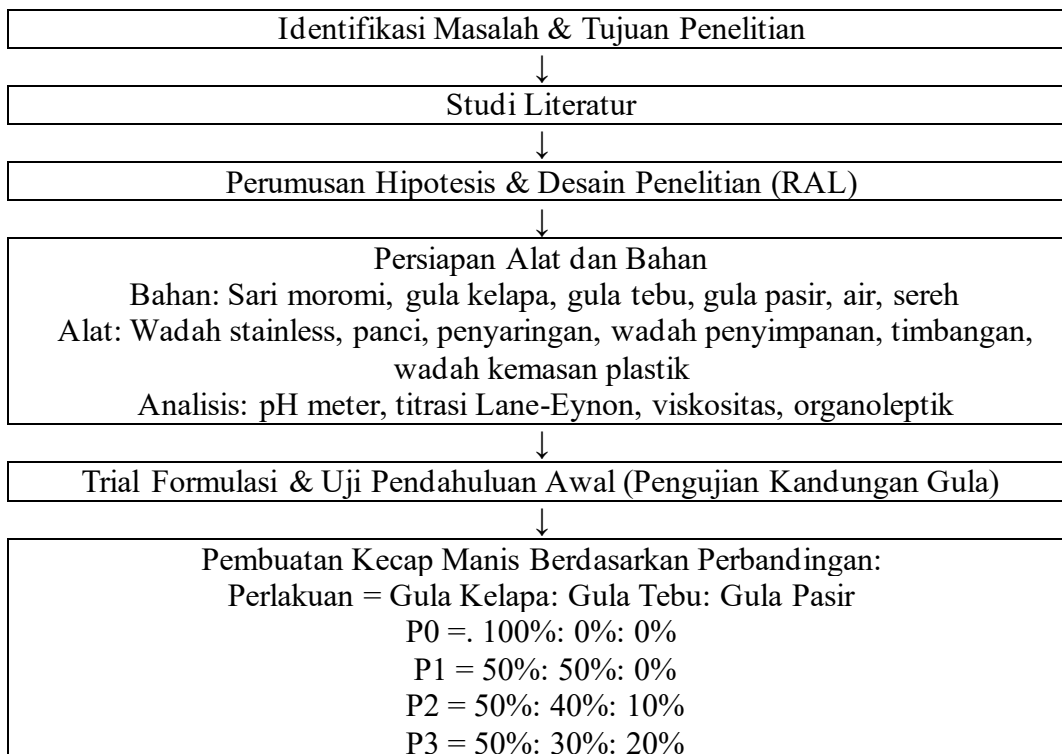 Identifikasi Masalah & Tujuan Penelitian
↓
Studi Literatur
↓
Perumusan Hipotesis & Desain Penelitian (RAL)
↓
Persiapan Alat dan Bahan
Bahan: Sari moromi, gula kelapa, gula tebu, gula pasir, air, sereh
Alat: Wadah stainless, panci, penyaringan, wadah penyimpanan, timbangan,
wadah kemasan plastik
Analisis: pH meter, titrasi Lane-Eynon, viskositas, organoleptik
↓
Trial Formulasi & Uji Pendahuluan Awal (Pengujian Kandungan Gula)
↓
Pembuatan Kecap Manis Berdasarkan Perbandingan:
Perlakuan = Gula Kelapa: Gula Tebu: Gula Pasir
P0 =. 100%: 0%: 0%
P1 = 50%: 50%: 0%
P2 = 50%: 40%: 10%
P3 = 50%: 30%: 20%